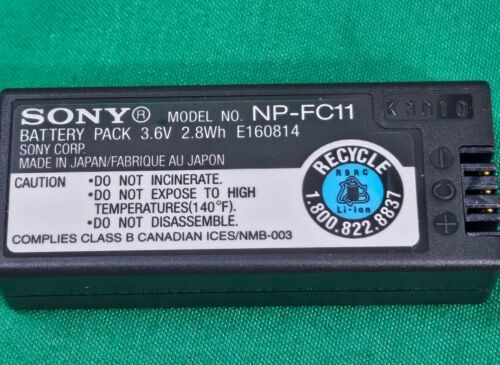 SONY® MODEL NO. NP-FC11
BATTERY PACK 3.6V 2.8Wh E160814
SONY CORP.
MADE IN JAPAN/FABRIQUE AU JAPON
CAUTION •DO NOT INCINERATE.
•DO NOT EXPOSE TO HIGH
TEMPERATURES(140°F).
•DO NOT DISASSEMBLE.
COMPLIES CLASS B CANADIAN ICES/NMB-003
RECYCLE
RBRC
Li-ion
1.800.822.8837